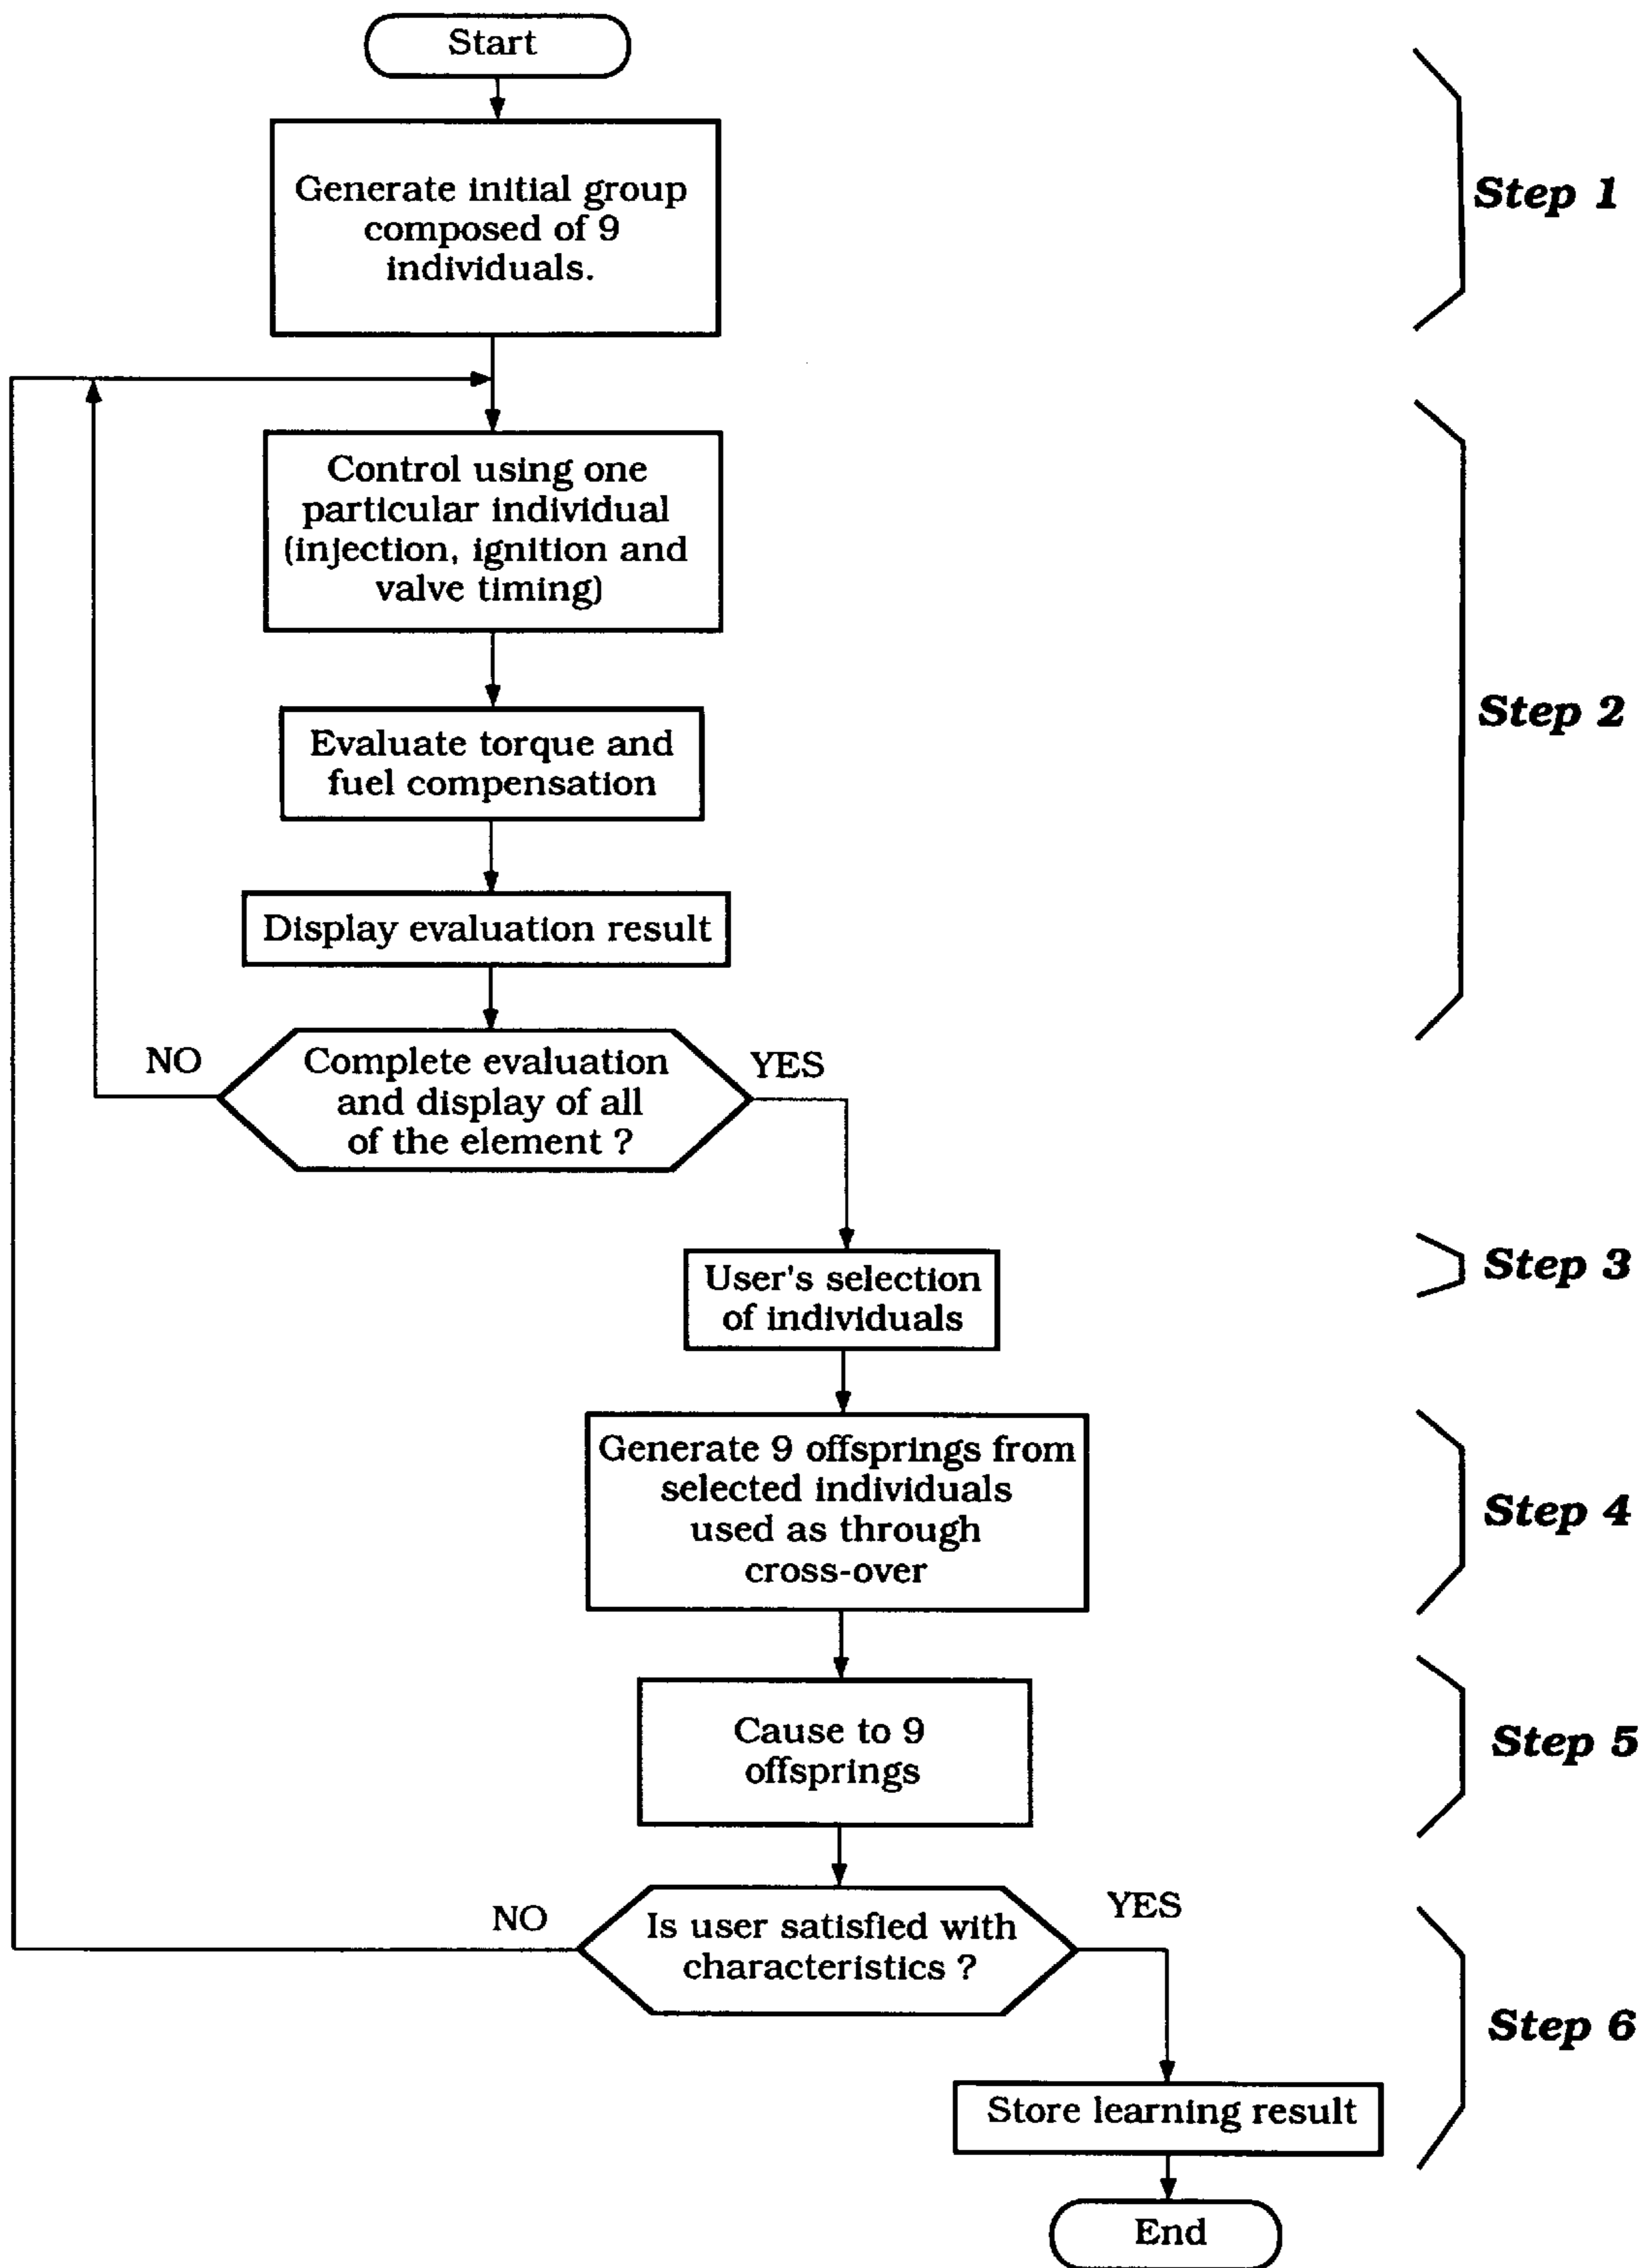 Start
Generate initial group
composed of 9
individuals.
Step 1
Control using one
particular individual
(injection, ignition and
valve timing)
Evaluate torque and
fuel compensation
Step 2
Display evaluation result
NO
Complete evaluation
and display of all
of the element ?
YES
User's selection
of individuals
Step 3
Generate 9 offsprings from
selected individuals
used as through
cross-over
Step 4
Cause to 9
offsprings
Step 5
NO
Is user satisfied with
characteristics ?
YES
Step 6
Store learning result
End